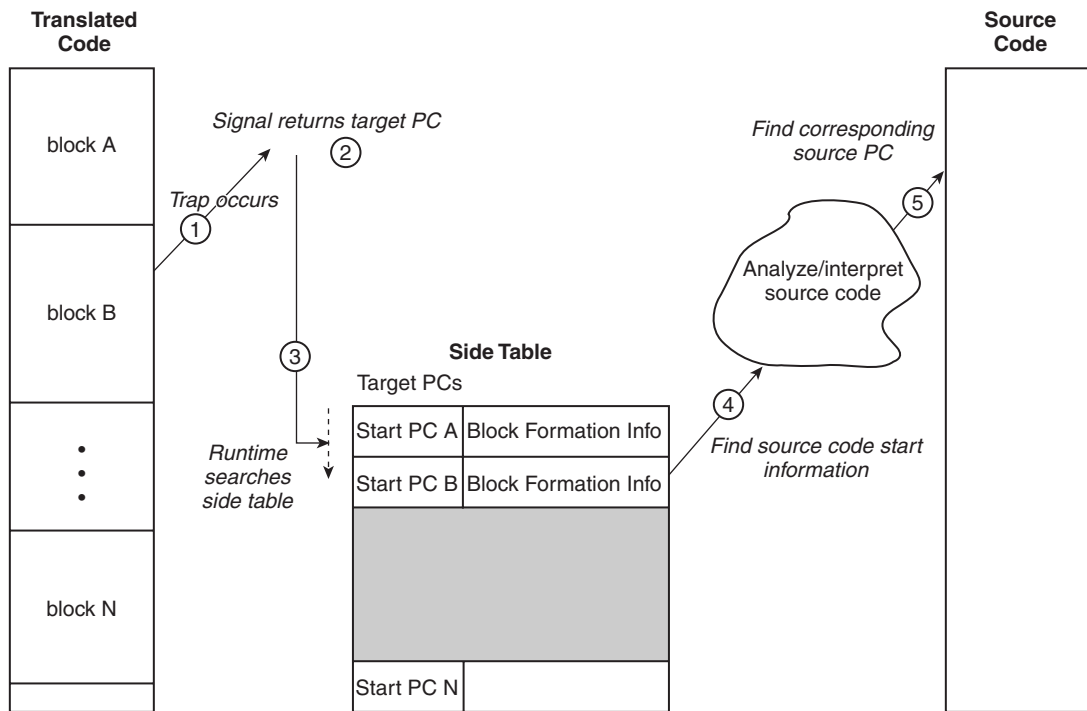 Translated
Code
Source
Code
block A
block B
block N
Signal returns target PC
2
Trap occurs
1
3
Runtime
searches
side table
Side Table
Target PCs
Start PC A
Block Formation Info
Start PC B
Block Formation Info
Start PC N
4
Find source code start
information
Analyze/interpret
source code
5
Find corresponding
source PC